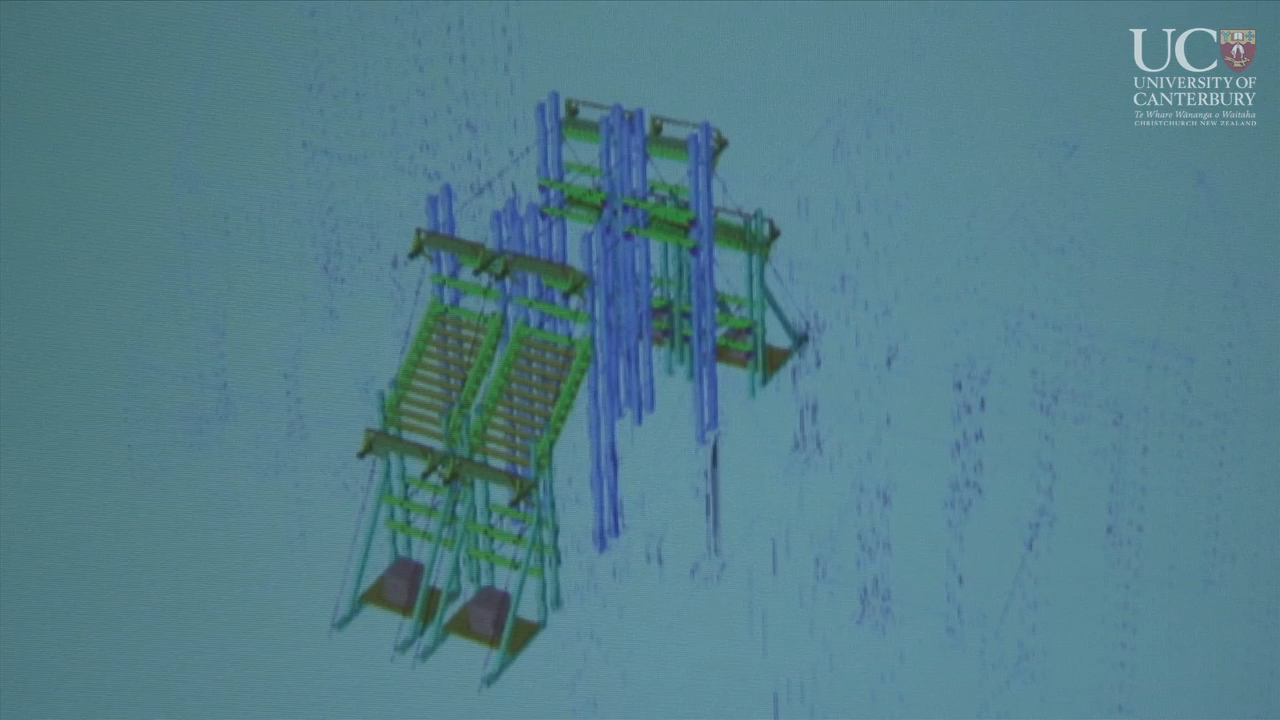 UC
UNIVERSITY OF
CANTERBURY
Te Whare Wānanga o Waitaha
CHRISTCHURCH NEW ZEALAND